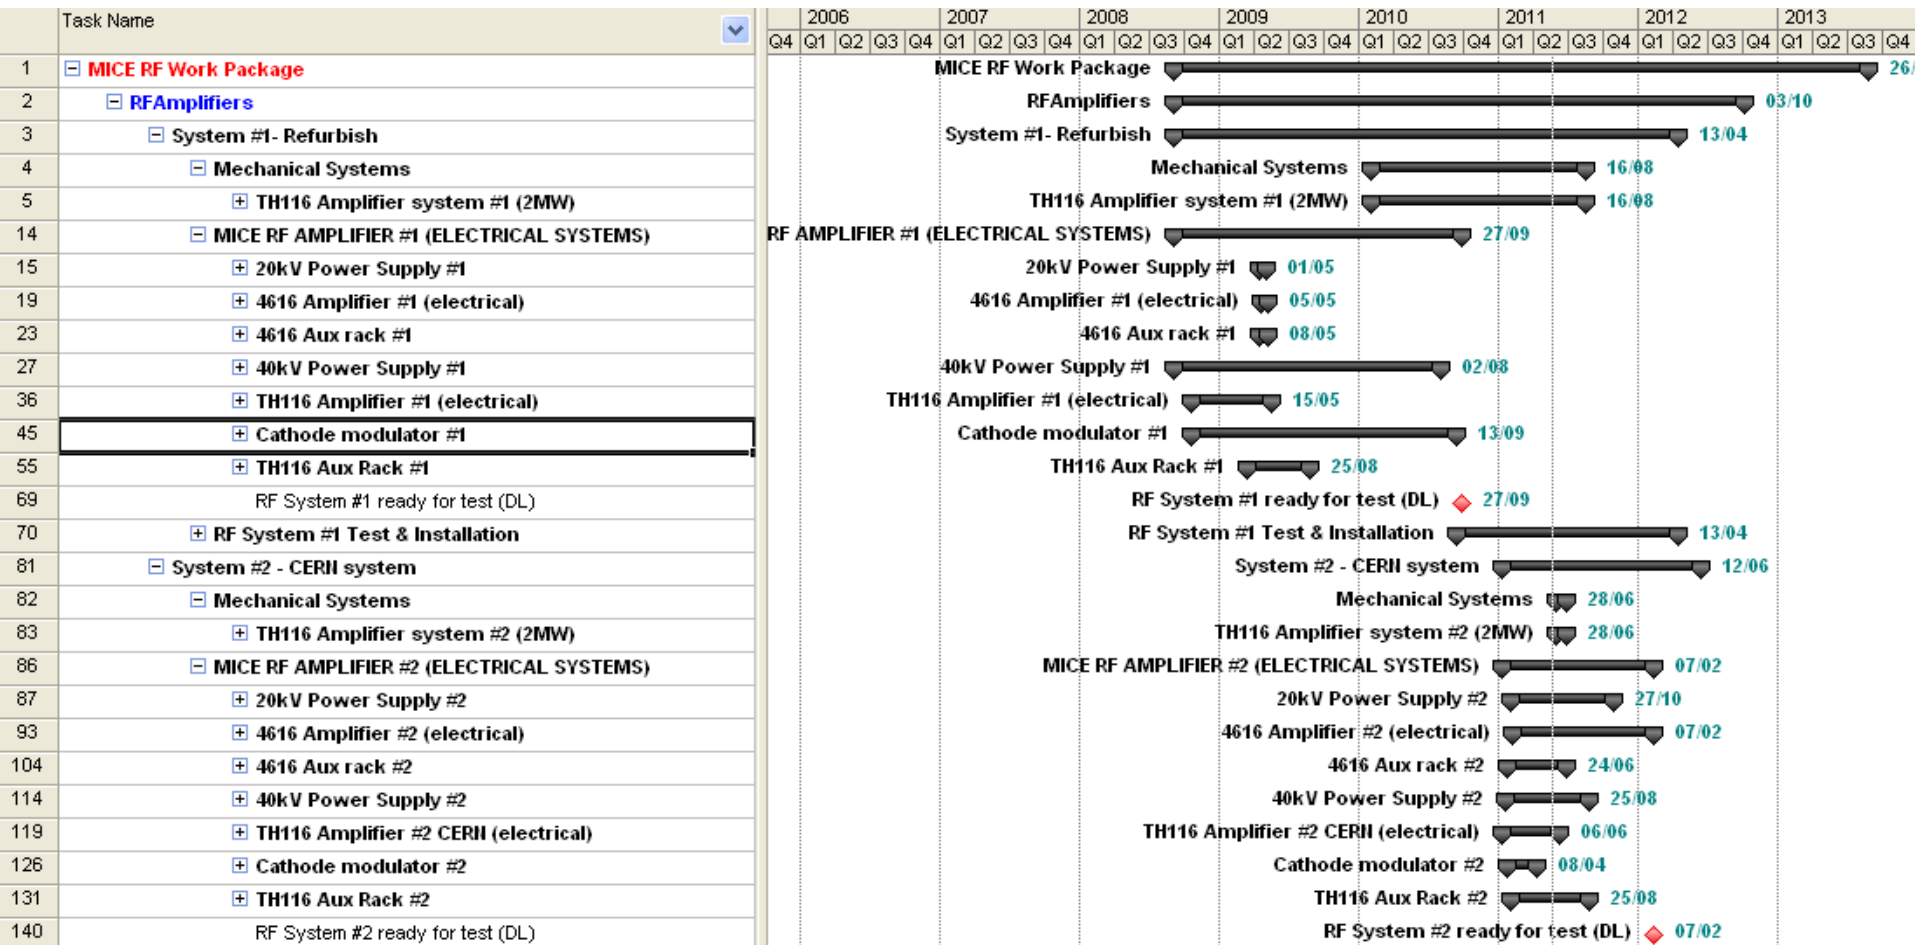 Task Name 2006 2007 2008 2009 2010 2011 2012 2013
Q4 Q1 Q2 Q3 Q4 Q1 Q2 Q3 Q4 Q1 Q2 Q3 Q4 Q1 Q2 Q3 Q4 Q1 Q2 Q3 Q4 Q1 Q2 Q3 Q4 Q1 Q2 Q3 Q4 Q1 Q2 Q3 Q4
1 MICE RF Work Package MICE RF Work Package 26/
2 RFAmplifiers RFAmplifiers 03/10
3 System #1- Refurbish System #1- Refurbish 13/04
4 Mechanical Systems Mechanical Systems 16/08
5 TH116 Amplifier system #1 (2MW) TH116 Amplifier system #1 (2MW) 16/08
14 MICE RF AMPLIFIER #1 (ELECTRICAL SYSTEMS) RF AMPLIFIER #1 (ELECTRICAL SYSTEMS) 27/09
15 20kV Power Supply #1 20kV Power Supply #1 01/05
19 4616 Amplifier #1 (electrical) 4616 Amplifier #1 (electrical) 05/05
23 4616 Aux rack #1 4616 Aux rack #1 08/05
27 40kV Power Supply #1 40kV Power Supply #1 02/08
36 TH116 Amplifier #1 (electrical) TH116 Amplifier #1 (electrical) 15/05
45 Cathode modulator #1 Cathode modulator #1 13/09
55 TH116 Aux Rack #1 TH116 Aux Rack #1 25/08
69 RF System #1 ready for test (DL) RF System #1 ready for test (DL) 27/09
70 RF System #1 Test & Installation RF System #1 Test & Installation 13/04
81 System #2 - CERN system System #2 - CERN system 12/06
82 Mechanical Systems Mechanical Systems 28/06
83 TH116 Amplifier system #2 (2MW) TH116 Amplifier system #2 (2MW) 28/06
86 MICE RF AMPLIFIER #2 (ELECTRICAL SYSTEMS) MICE RF AMPLIFIER #2 (ELECTRICAL SYSTEMS) 07/02
87 20kV Power Supply #2 20kV Power Supply #2 27/10
93 4616 Amplifier #2 (electrical) 4616 Amplifier #2 (electrical) 07/02
104 4616 Aux rack #2 4616 Aux rack #2 24/06
114 40kV Power Supply #2 40kV Power Supply #2 25/08
119 TH116 Amplifier #2 CERN (electrical) TH116 Amplifier #2 CERN (electrical) 06/06
126 Cathode modulator #2 Cathode modulator #2 08/04
131 TH116 Aux Rack #2 TH116 Aux Rack #2 25/08
140 RF System #2 ready for test (DL) RF System #2 ready for test (DL) 07/02